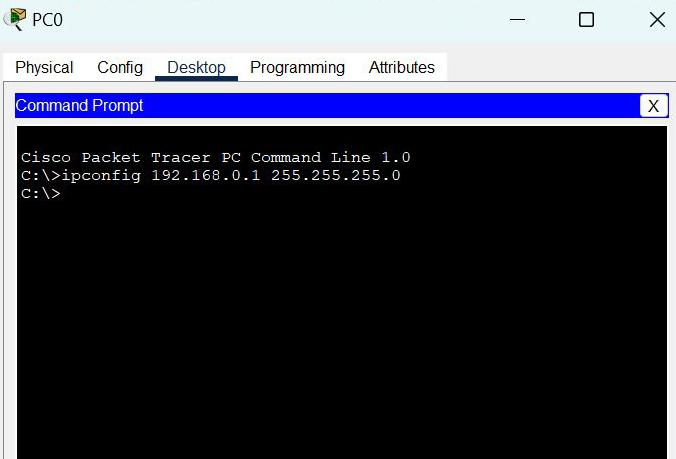 PC0
Physical Config Desktop Programming Attributes
Command Prompt
X
Cisco Packet Tracer PC Command Line 1.0
C:\>ipconfig 192.168.0.1 255.255.255.0
C:\>